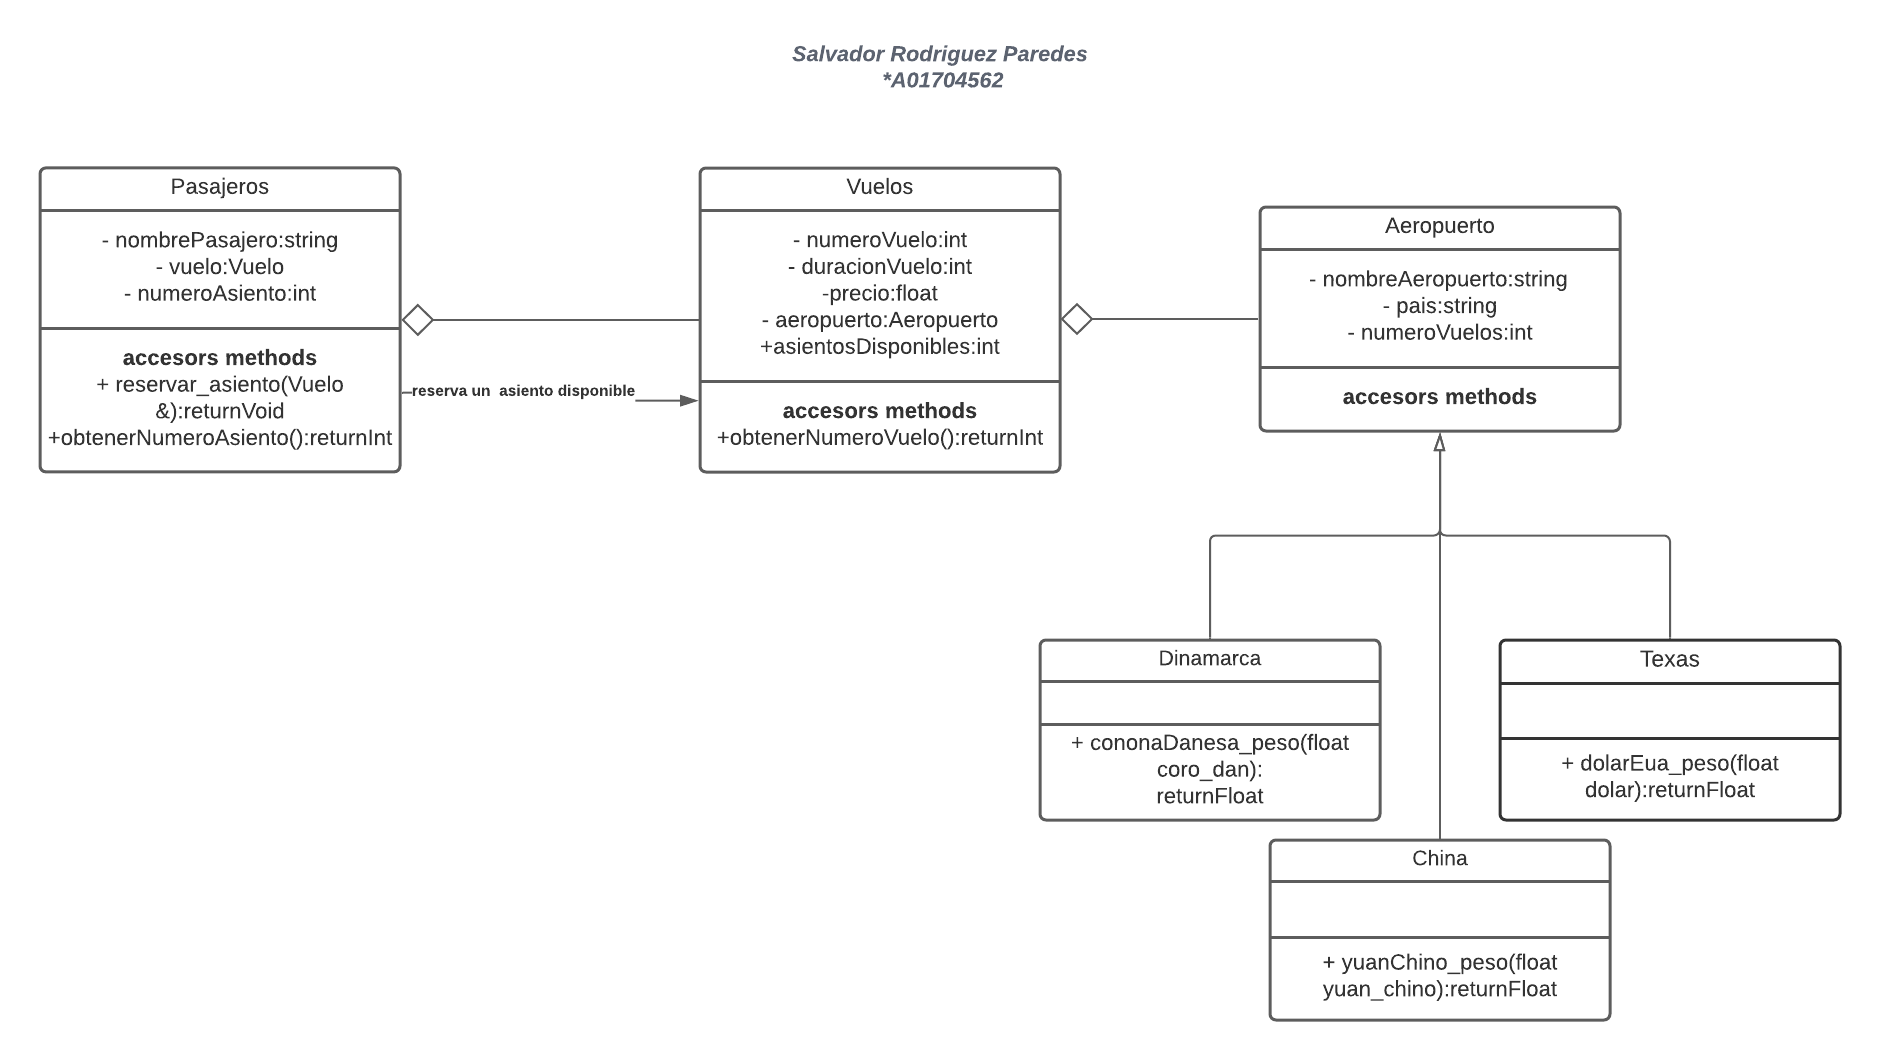 Salvador Rodriguez Paredes
*A01704562
Pasajeros
- nombrePasajero:string
- vuelo:Vuelo
- numeroAsiento:int
accesors methods
+ reservar_asiento(Vuelo
&):returnVoid
+obtenerNumeroAsiento():returnInt
reserva un  asiento disponible
Vuelos
- numeroVuelo:int
- duracionVuelo:int
-precio:float
- aeropuerto:Aeropuerto
+asientosDisponibles:int
accesors methods
+obtenerNumeroVuelo():returnInt
Aeropuerto
- nombreAeropuerto:string
- pais:string
- numeroVuelos:int
accesors methods
Dinamarca
+ cononaDanesa_peso(float
coro_dan):
returnFloat
Texas
+ dolarEua_peso(float
dolar):returnFloat
China
+ yuanChino_peso(float
yuan_chino):returnFloat